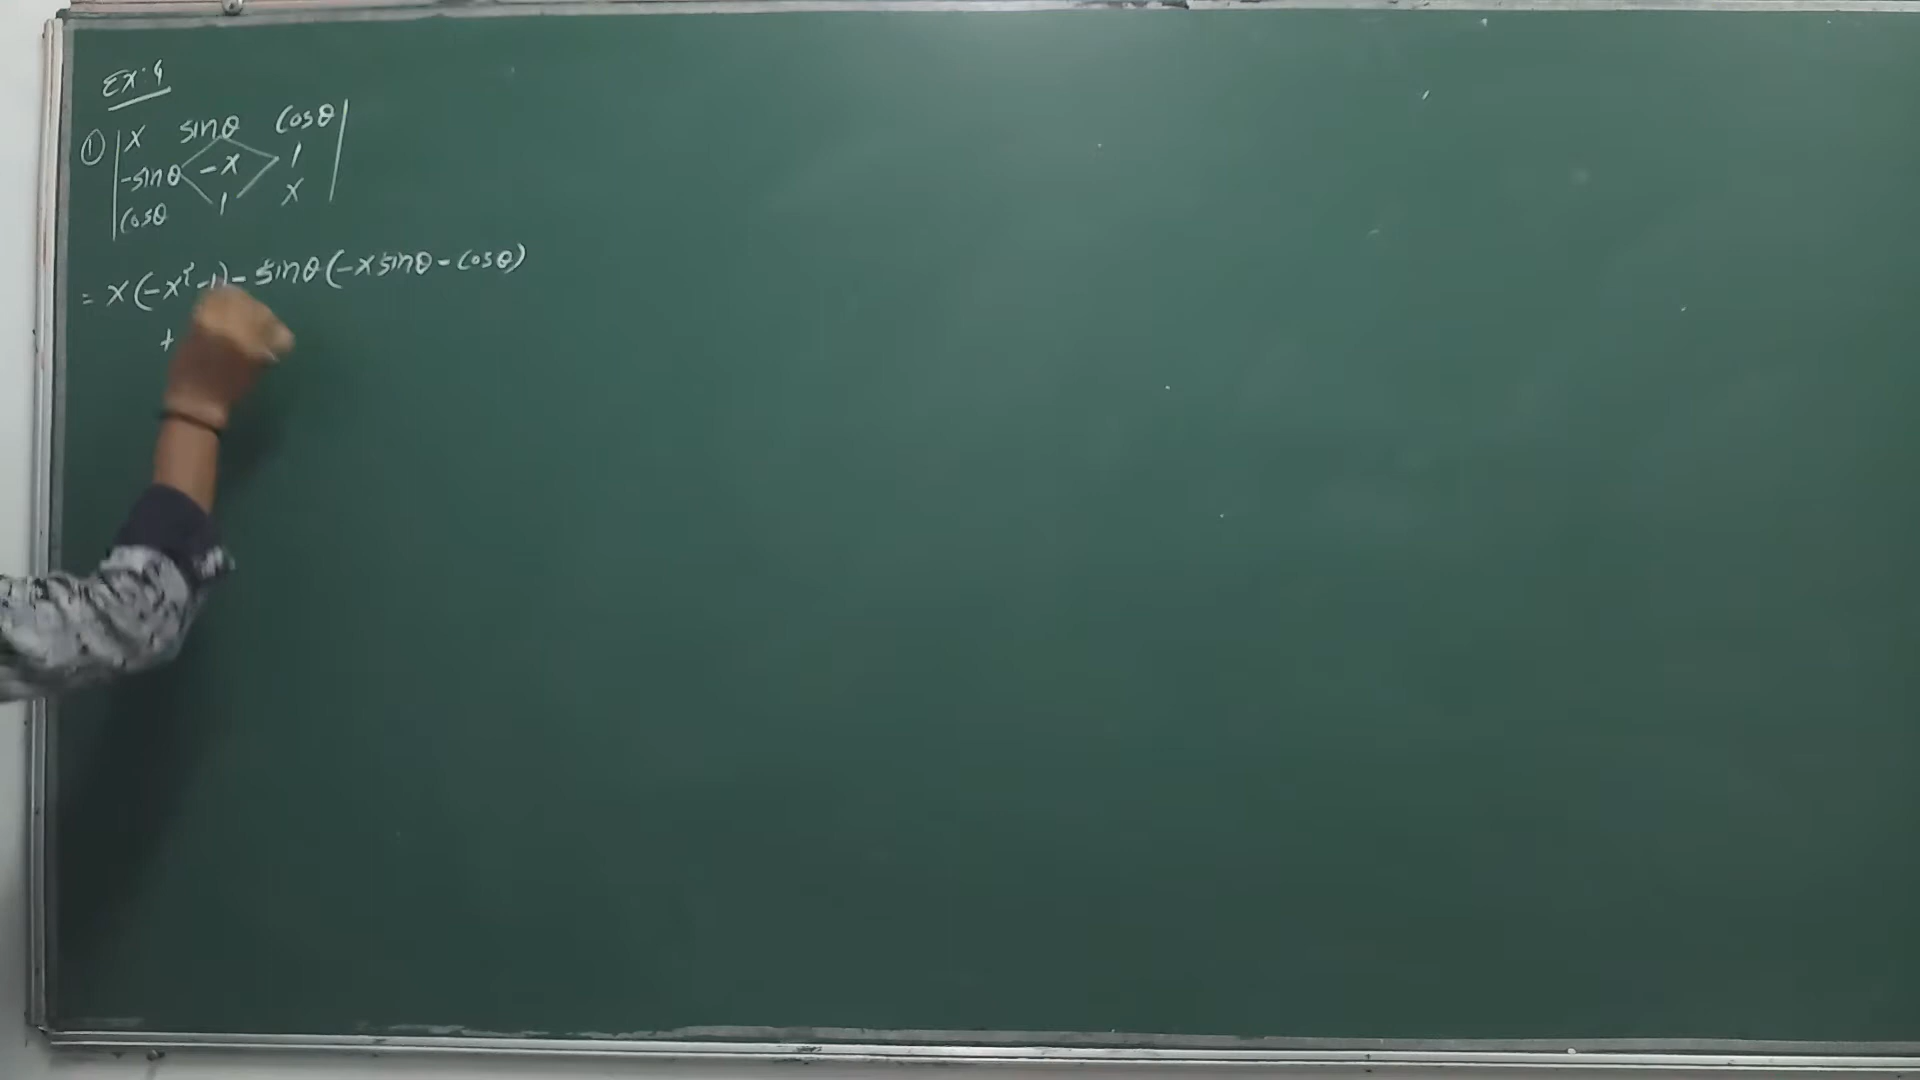 Ex:4
① | x sinθ cosθ |
| -sinθ -x 1 |
| cosθ 1 x |
= x(-x²-1)-sinθ(-x sinθ - cosθ)
+